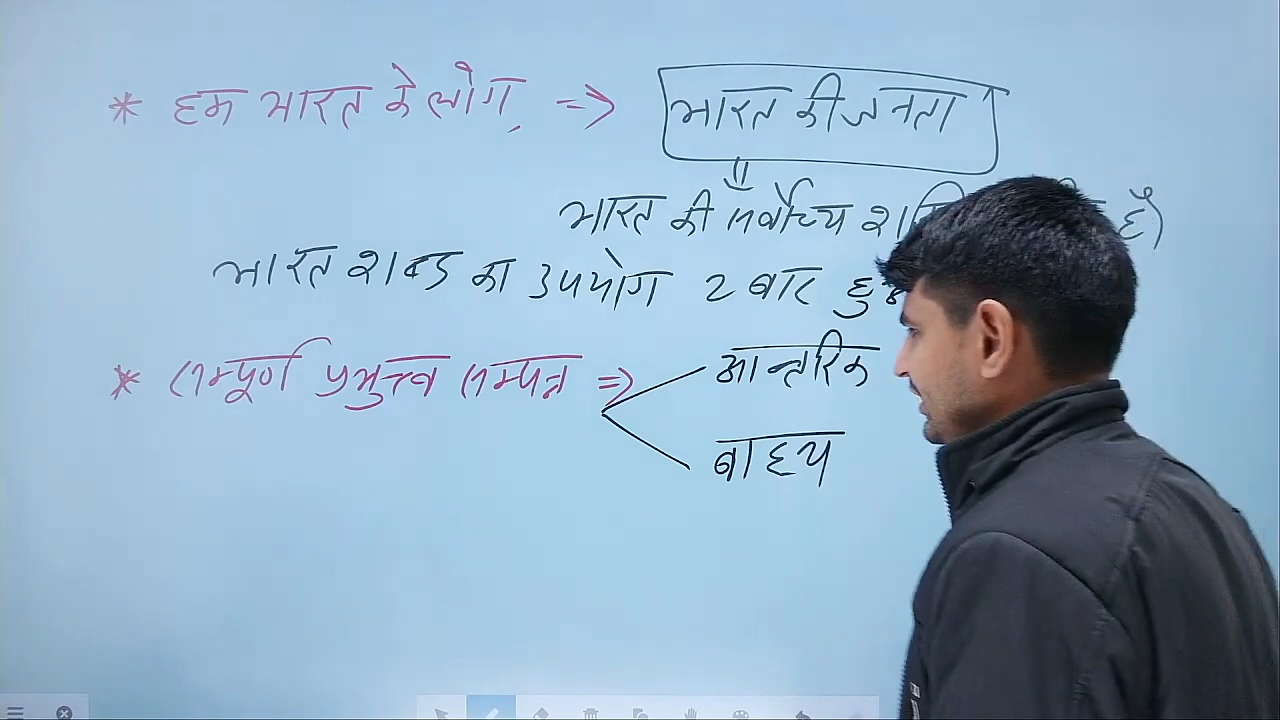 * हम भारत के लोग, => भारत की जनता
भारत की सर्वोच्च है)
भारत शब्द का उपयोग 2 बार
* सम्पूर्ण प्रभुत्त्व सम्पन्न => आन्तरिक
बाह्य